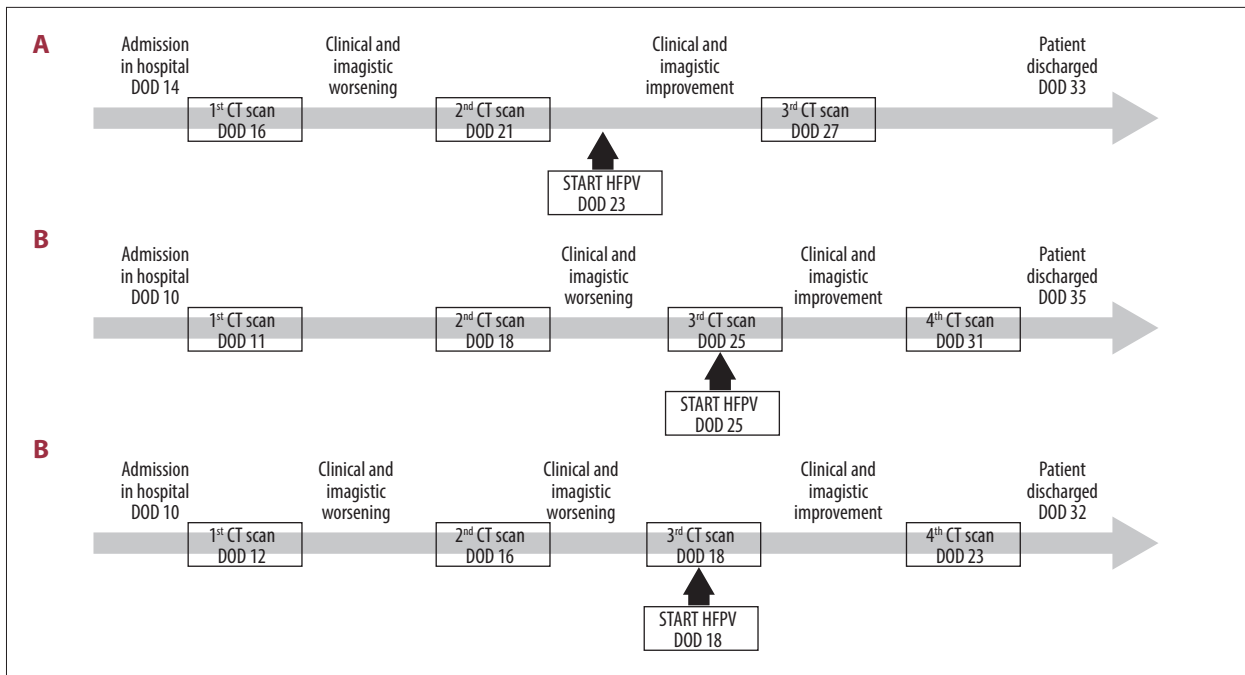 A
Admission
in hospital
DOD 14
Clinical and
imagistic
worsening
Clinical and
imagistic
improvement
Patient
discharged
DOD 33
1st CT scan
DOD 16
2nd CT scan
DOD 21
3rd CT scan
DOD 27
START HFPV
DOD 23
B
Admission
in hospital
DOD 10
Clinical and
imagistic
worsening
Clinical and
imagistic
improvement
Patient
discharged
DOD 35
1st CT scan
DOD 11
2nd CT scan
DOD 18
3rd CT scan
DOD 25
4th CT scan
DOD 31
START HFPV
DOD 25
B
Admission
in hospital
DOD 10
Clinical and
imagistic
worsening
Clinical and
imagistic
worsening
Clinical and
imagistic
improvement
Patient
discharged
DOD 32
1st CT scan
DOD 12
2nd CT scan
DOD 16
3rd CT scan
DOD 18
4th CT scan
DOD 23
START HFPV
DOD 18